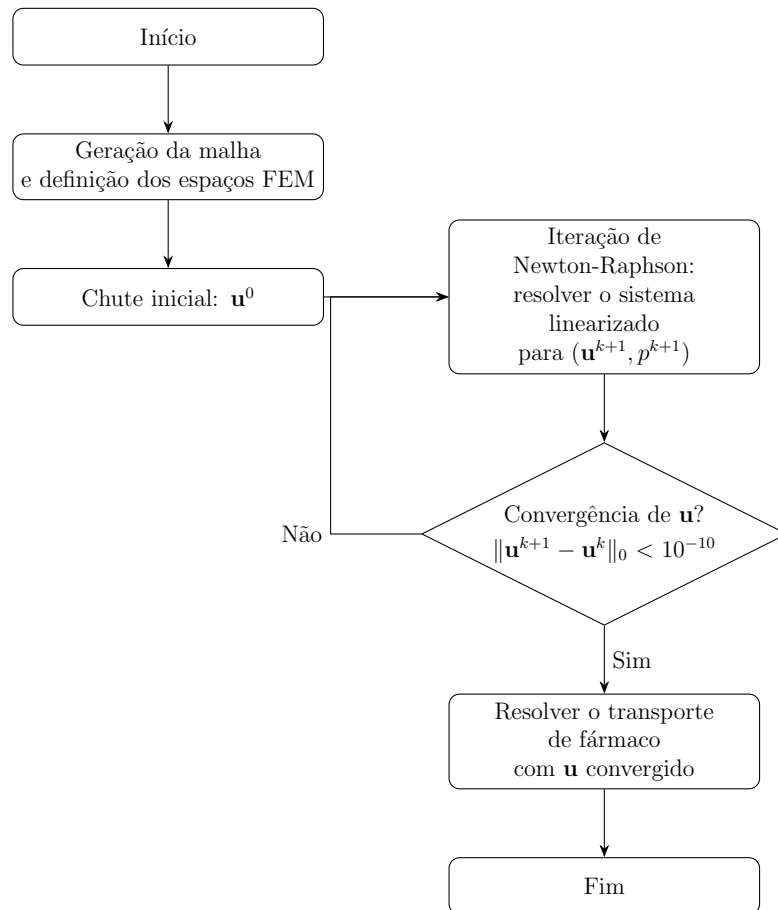 Início
Geração da malha
e definição dos espaços FEM
Chute inicial: u⁰
Iteração de
Newton-Raphson:
resolver o sistema
linearizado
para (uᵏ⁺¹, pᵏ⁺¹)
Convergência de u?
‖uᵏ⁺¹ − uᵏ‖₀ < 10⁻¹⁰
Não
Sim
Resolver o transporte
de fármaco
com u convergido
Fim